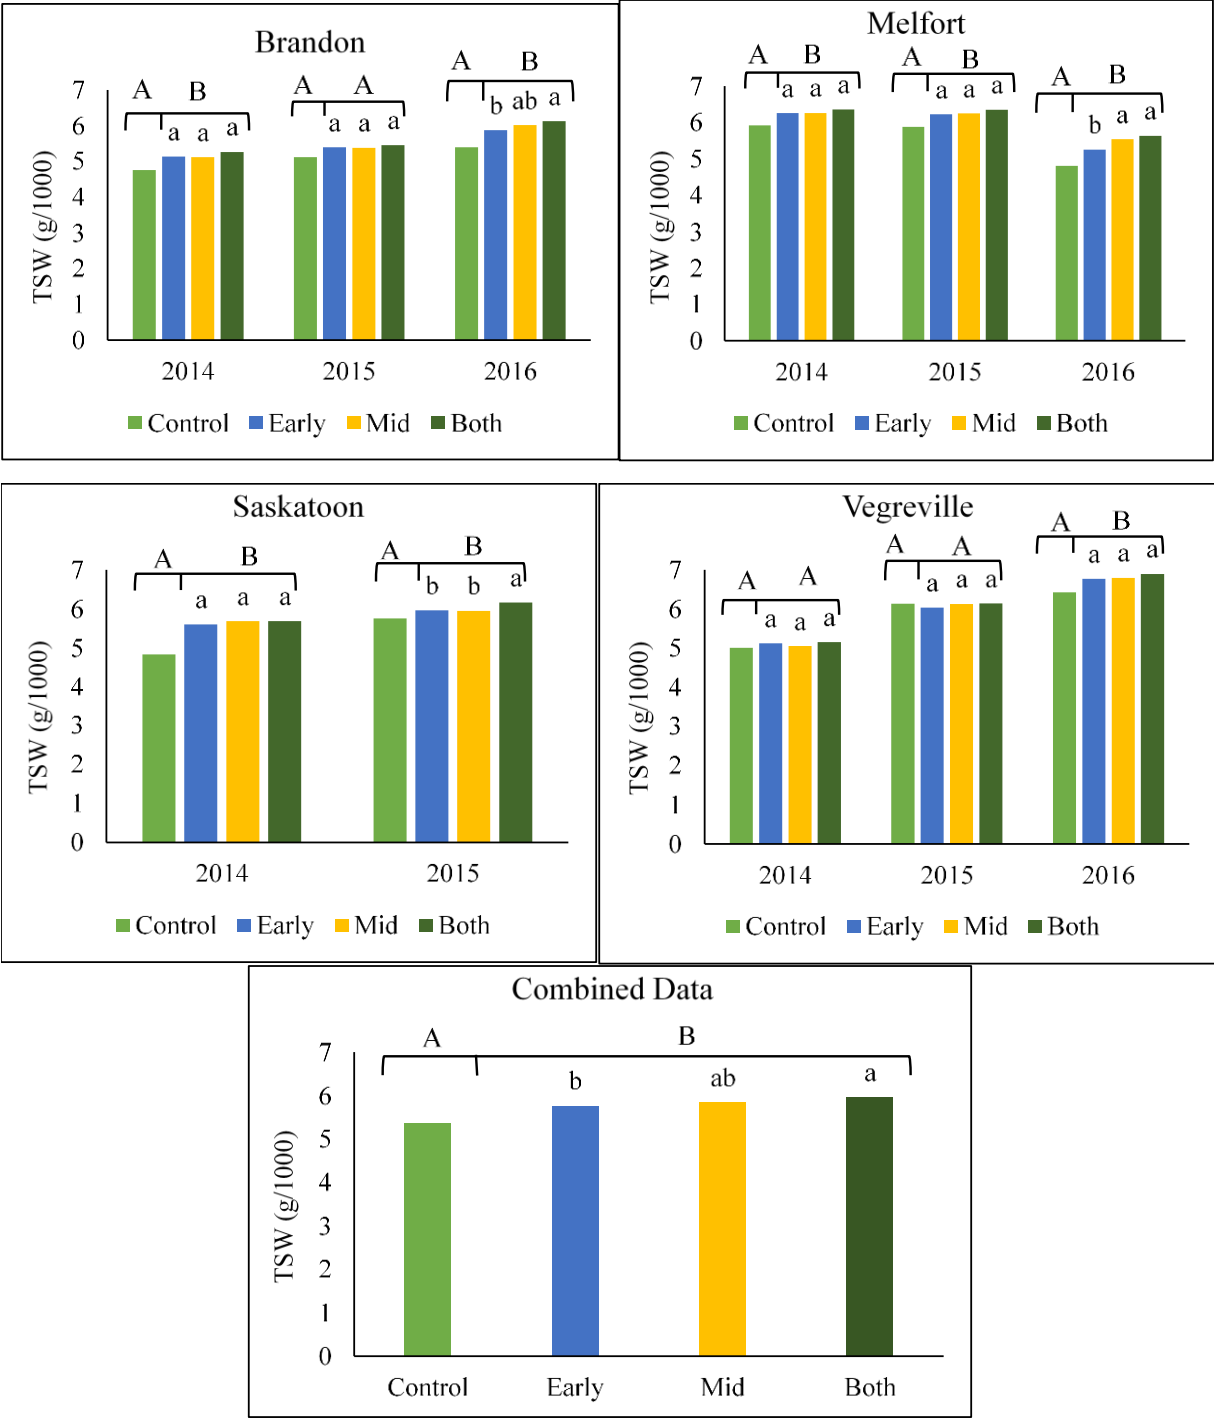 Brandon
A B A A A B
a a a a a a b ab a
7
6
5
4
3
2
1
0
TSW (g/1000)
2014 2015 2016
Control Early Mid Both
Melfort
A B A B A B
a a a a a a b a a
7
6
5
4
3
2
1
0
TSW (g/1000)
2014 2015 2016
Control Early Mid Both
Saskatoon
A B A B
a a a b b a
7
6
5
4
3
2
1
0
TSW (g/1000)
2014 2015
Control Early Mid Both
Vegreville
A A A A A B
a a a a a a a a a
7
6
5
4
3
2
1
0
TSW (g/1000)
2014 2015 2016
Control Early Mid Both
Combined Data
A B
b ab a
7
6
5
4
3
2
1
0
TSW (g/1000)
Control Early Mid Both